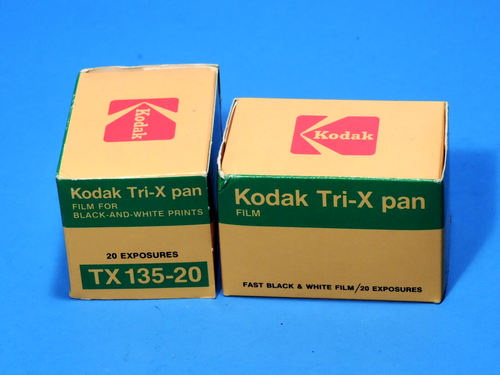 Kodak
Kodak Tri-X pan
FILM FOR
BLACK-AND-WHITE PRINTS
20 EXPOSURES
TX 135-20
Kodak
Kodak Tri-X pan
FILM
FAST BLACK & WHITE FILM/20 EXPOSURES